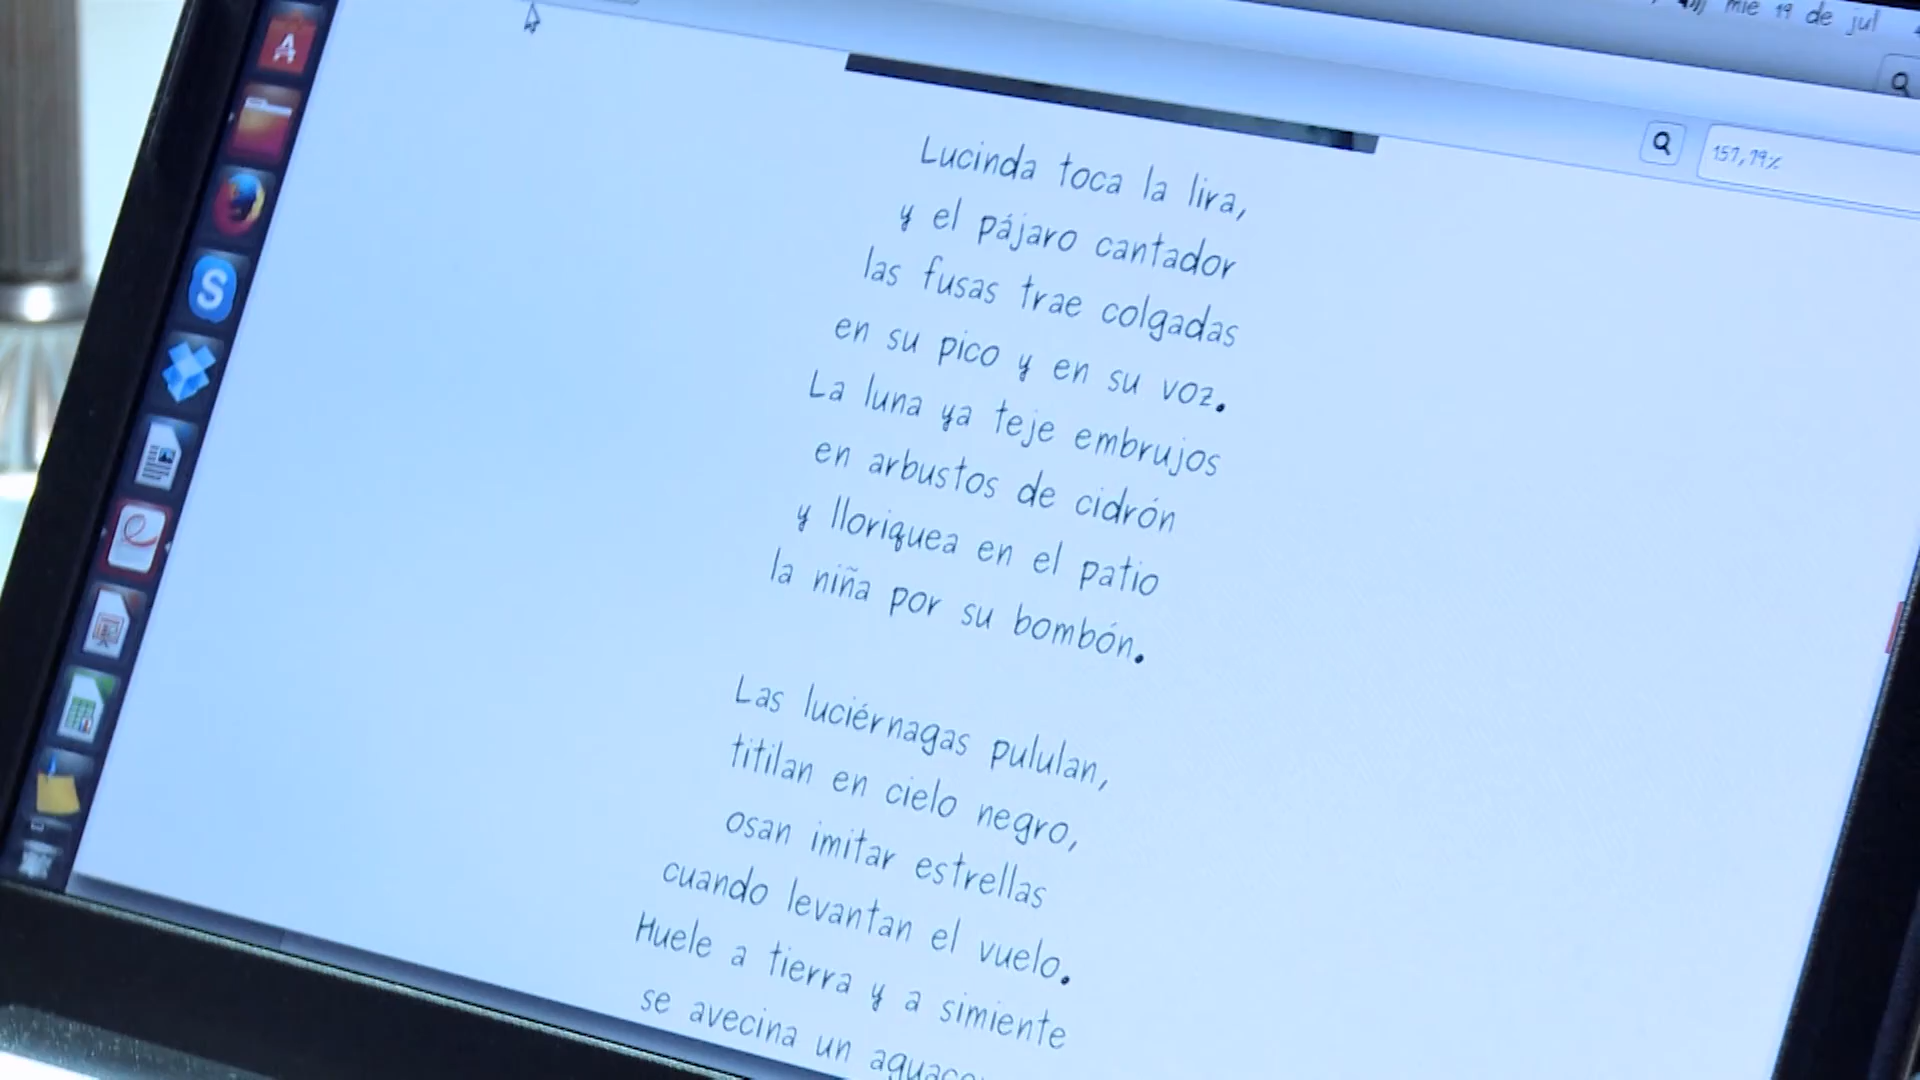 mie 19 de jul
157,79%
Lucinda toca la lira,
y el pájaro cantador
las fusas trae colgadas
en su pico y en su voz.
La luna ya teje embrujos
en arbustos de cidrón
y lloriquea en el patio
la niña por su bombón.
Las luciérnagas pululan,
titilan en cielo negro,
osan imitar estrellas
cuando levantan el vuelo.
Huele a tierra y a simiente
se avecina un